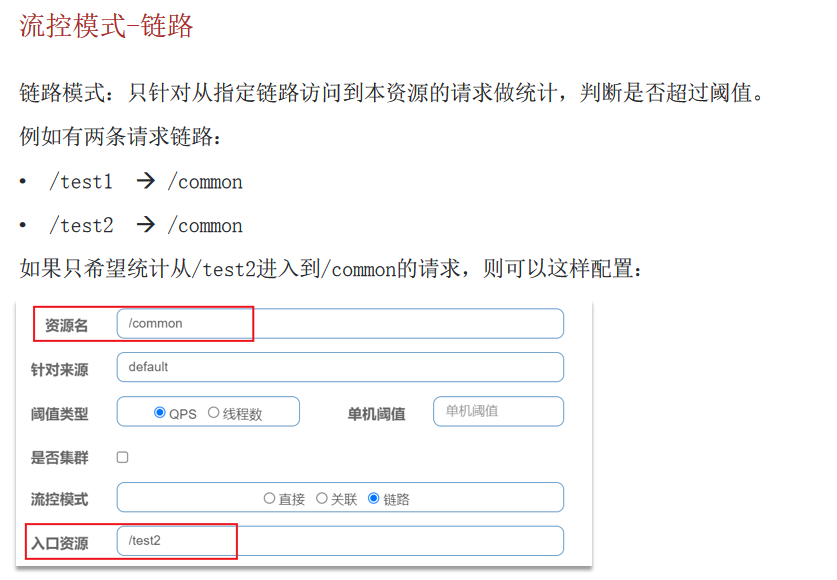 流控模式-链路
链路模式：只针对从指定链路访问到本资源的请求做统计，判断是否超过阈值。
例如有两条请求链路：
• /test1 → /common
• /test2 → /common
如果只希望统计从/test2进入到/common的请求，则可以这样配置：
资源名 /common
针对来源 default
阈值类型 QPS 线程数 单机阈值 单机阈值
是否集群
流控模式 直接 关联 链路
入口资源 /test2